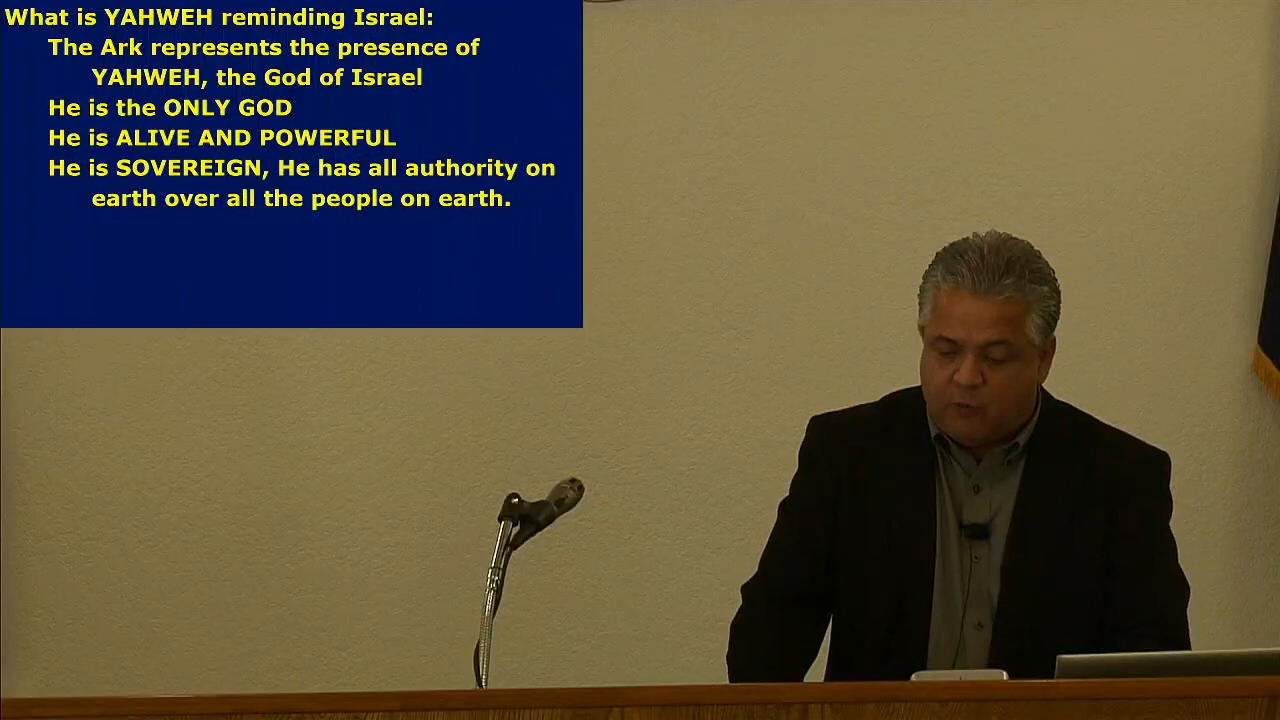 What is YAHWEH reminding Israel:
The Ark represents the presence of
YAHWEH, the God of Israel
He is the ONLY GOD
He is ALIVE AND POWERFUL
He is SOVEREIGN, He has all authority on
earth over all the people on earth.